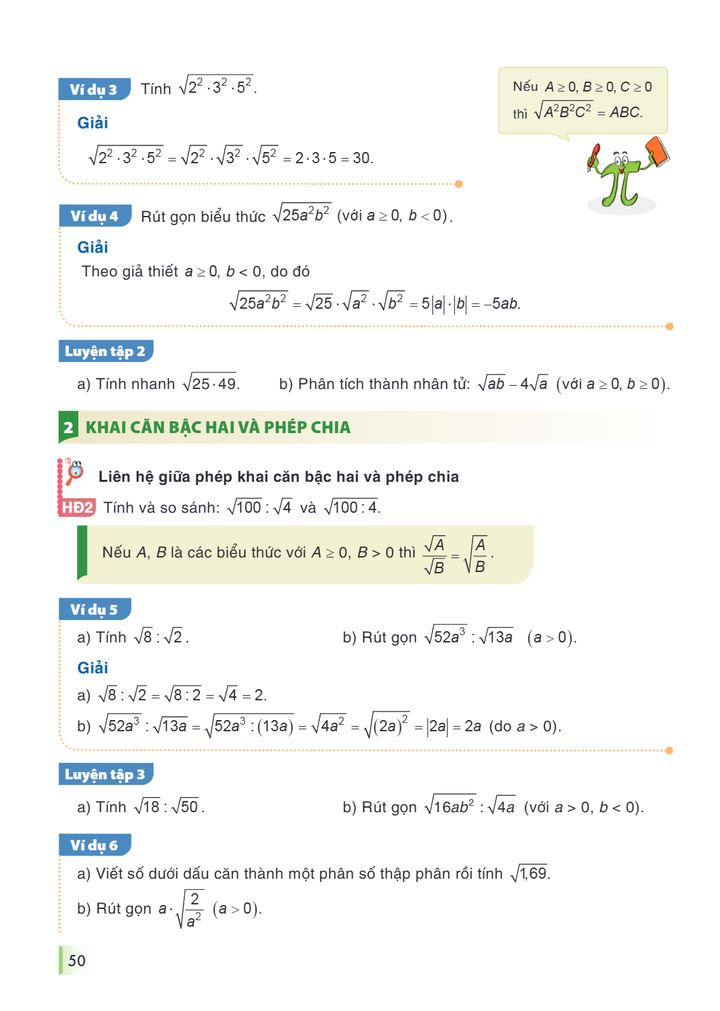 Ví dụ 3 Tính √(2² · 3² · 5²).
Nếu A ≥ 0, B ≥ 0, C ≥ 0
thì √(A²B²C²) = ABC.
Giải
√(2² · 3² · 5²) = √(2²) · √(3²) · √(5²) = 2 · 3 · 5 = 30.
Ví dụ 4 Rút gọn biểu thức √(25a²b²) (với a ≥ 0, b < 0).
Giải
Theo giả thiết a ≥ 0, b < 0, do đó
√(25a²b²) = √25 · √(a²) · √(b²) = 5|a| · |b| = –5ab.
Luyện tập 2
a) Tính nhanh √(25 · 49). b) Phân tích thành nhân tử: √(ab) – 4√a (với a ≥ 0, b ≥ 0).
2 KHAI CĂN BẬC HAI VÀ PHÉP CHIA
Liên hệ giữa phép khai căn bậc hai và phép chia
HĐ2 Tính và so sánh: √100 : √4 và √(100 : 4).
Nếu A, B là các biểu thức với A ≥ 0, B > 0 thì √A/√B = √(A/B).
Ví dụ 5
a) Tính √8 : √2. b) Rút gọn √(52a³) : √(13a) (a > 0).
Giải
a) √8 : √2 = √(8 : 2) = √4 = 2.
b) √(52a³) : √(13a) = √(52a³ : (13a)) = √(4a²) = √((2a)²) = |2a| = 2a (do a > 0).
Luyện tập 3
a) Tính √18 : √50. b) Rút gọn √(16ab²) : √(4a) (với a > 0, b < 0).
Ví dụ 6
a) Viết số dưới dấu căn thành một phân số thập phân rồi tính √(1,69).
b) Rút gọn a · √(2/a²) (a > 0).
50